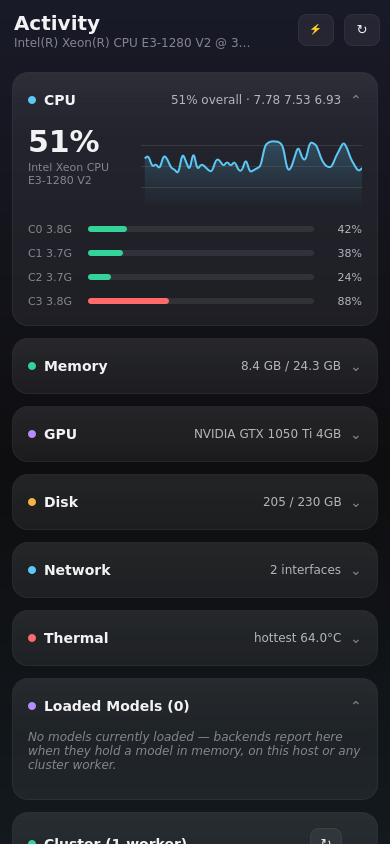 Activity
Intel(R) Xeon(R) CPU E3-1280 V2 @ 3...
⚡ ↻
CPU 51% overall · 7.78 7.53 6.93
51%
Intel Xeon CPU
E3-1280 V2
C0 3.8G 42%
C1 3.7G 38%
C2 3.7G 24%
C3 3.8G 88%
Memory 8.4 GB / 24.3 GB
GPU NVIDIA GTX 1050 Ti 4GB
Disk 205 / 230 GB
Network 2 interfaces
Thermal hottest 64.0°C
Loaded Models (0)
No models currently loaded — backends report here
when they hold a model in memory, on this host or any
cluster worker.
Cluster (1 worker) ↻